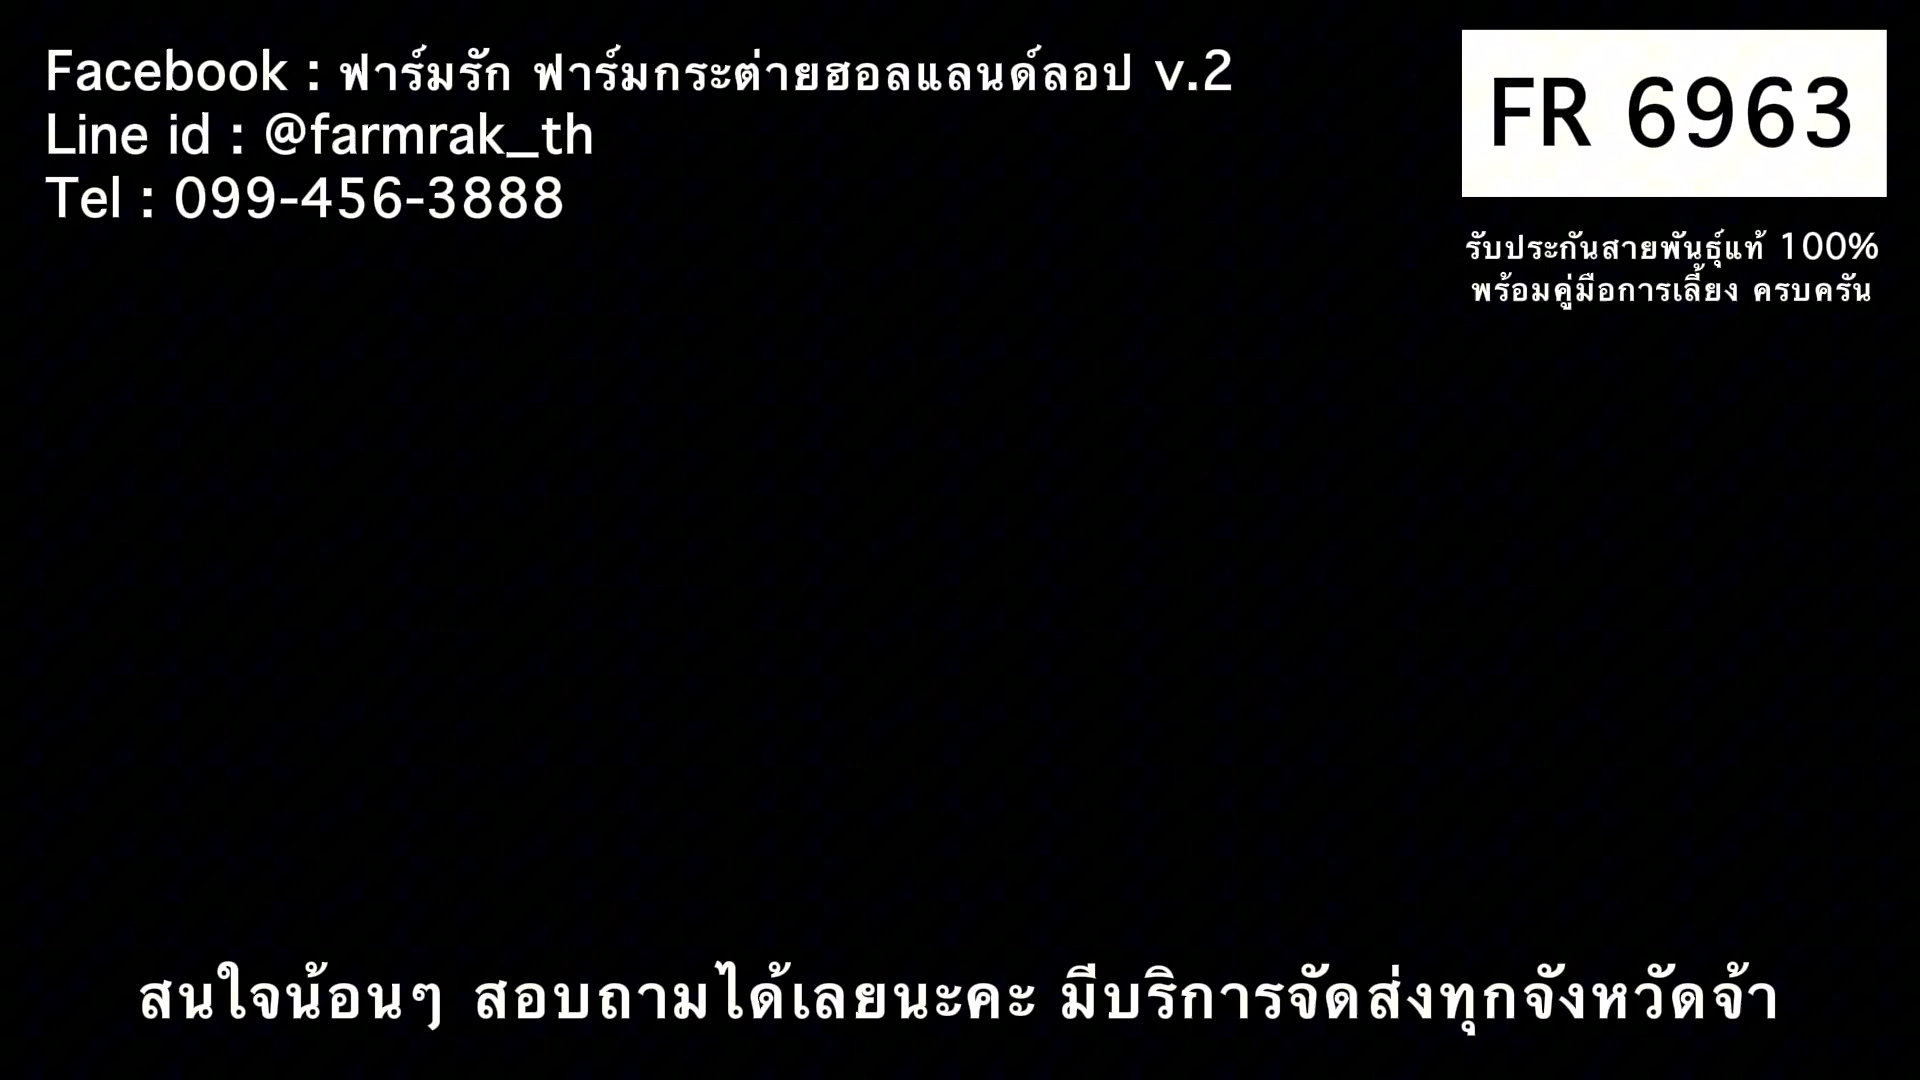 Facebook : ฟาร์มรัก ฟาร์มกระต่ายฮอลแลนด์ลอป v.2
Line id : @farmrak_th
Tel : 099-456-3888
FR 6963
รับประกันสายพันธุ์แท้ 100%
พร้อมคู่มือการเลี้ยง ครบครัน
สนใจน้อนๆ สอบถามได้เลยนะคะ มีบริการจัดส่งทุกจังหวัดจ้า